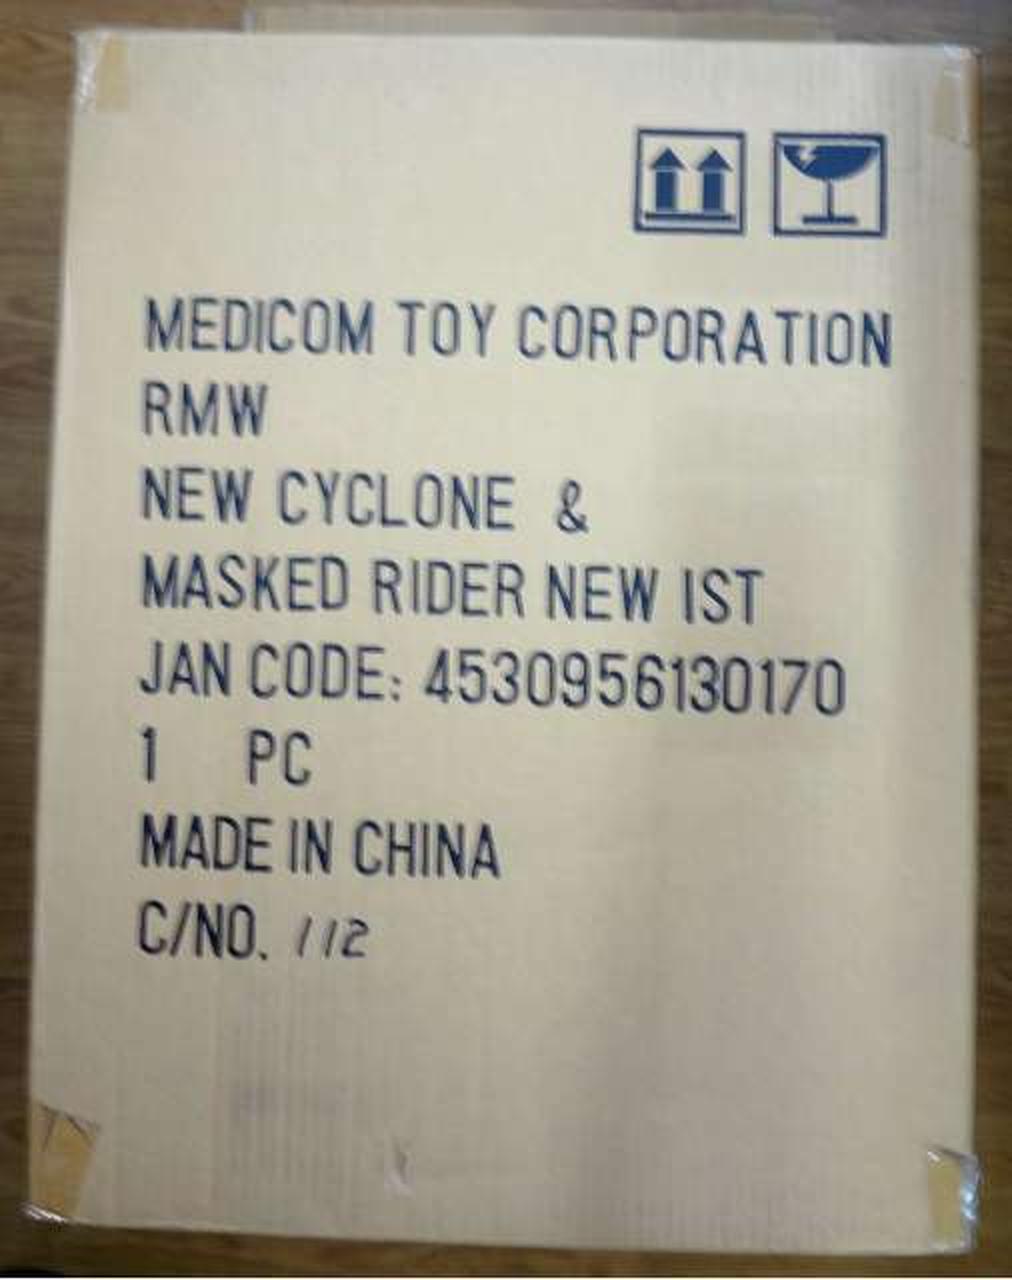 MEDICOM TOY CORPORATION
RMW
NEW CYCLONE &
MASKED RIDER NEW 1ST
JAN CODE: 4530956130170
1 PC
MADE IN CHINA
C/NO. 112